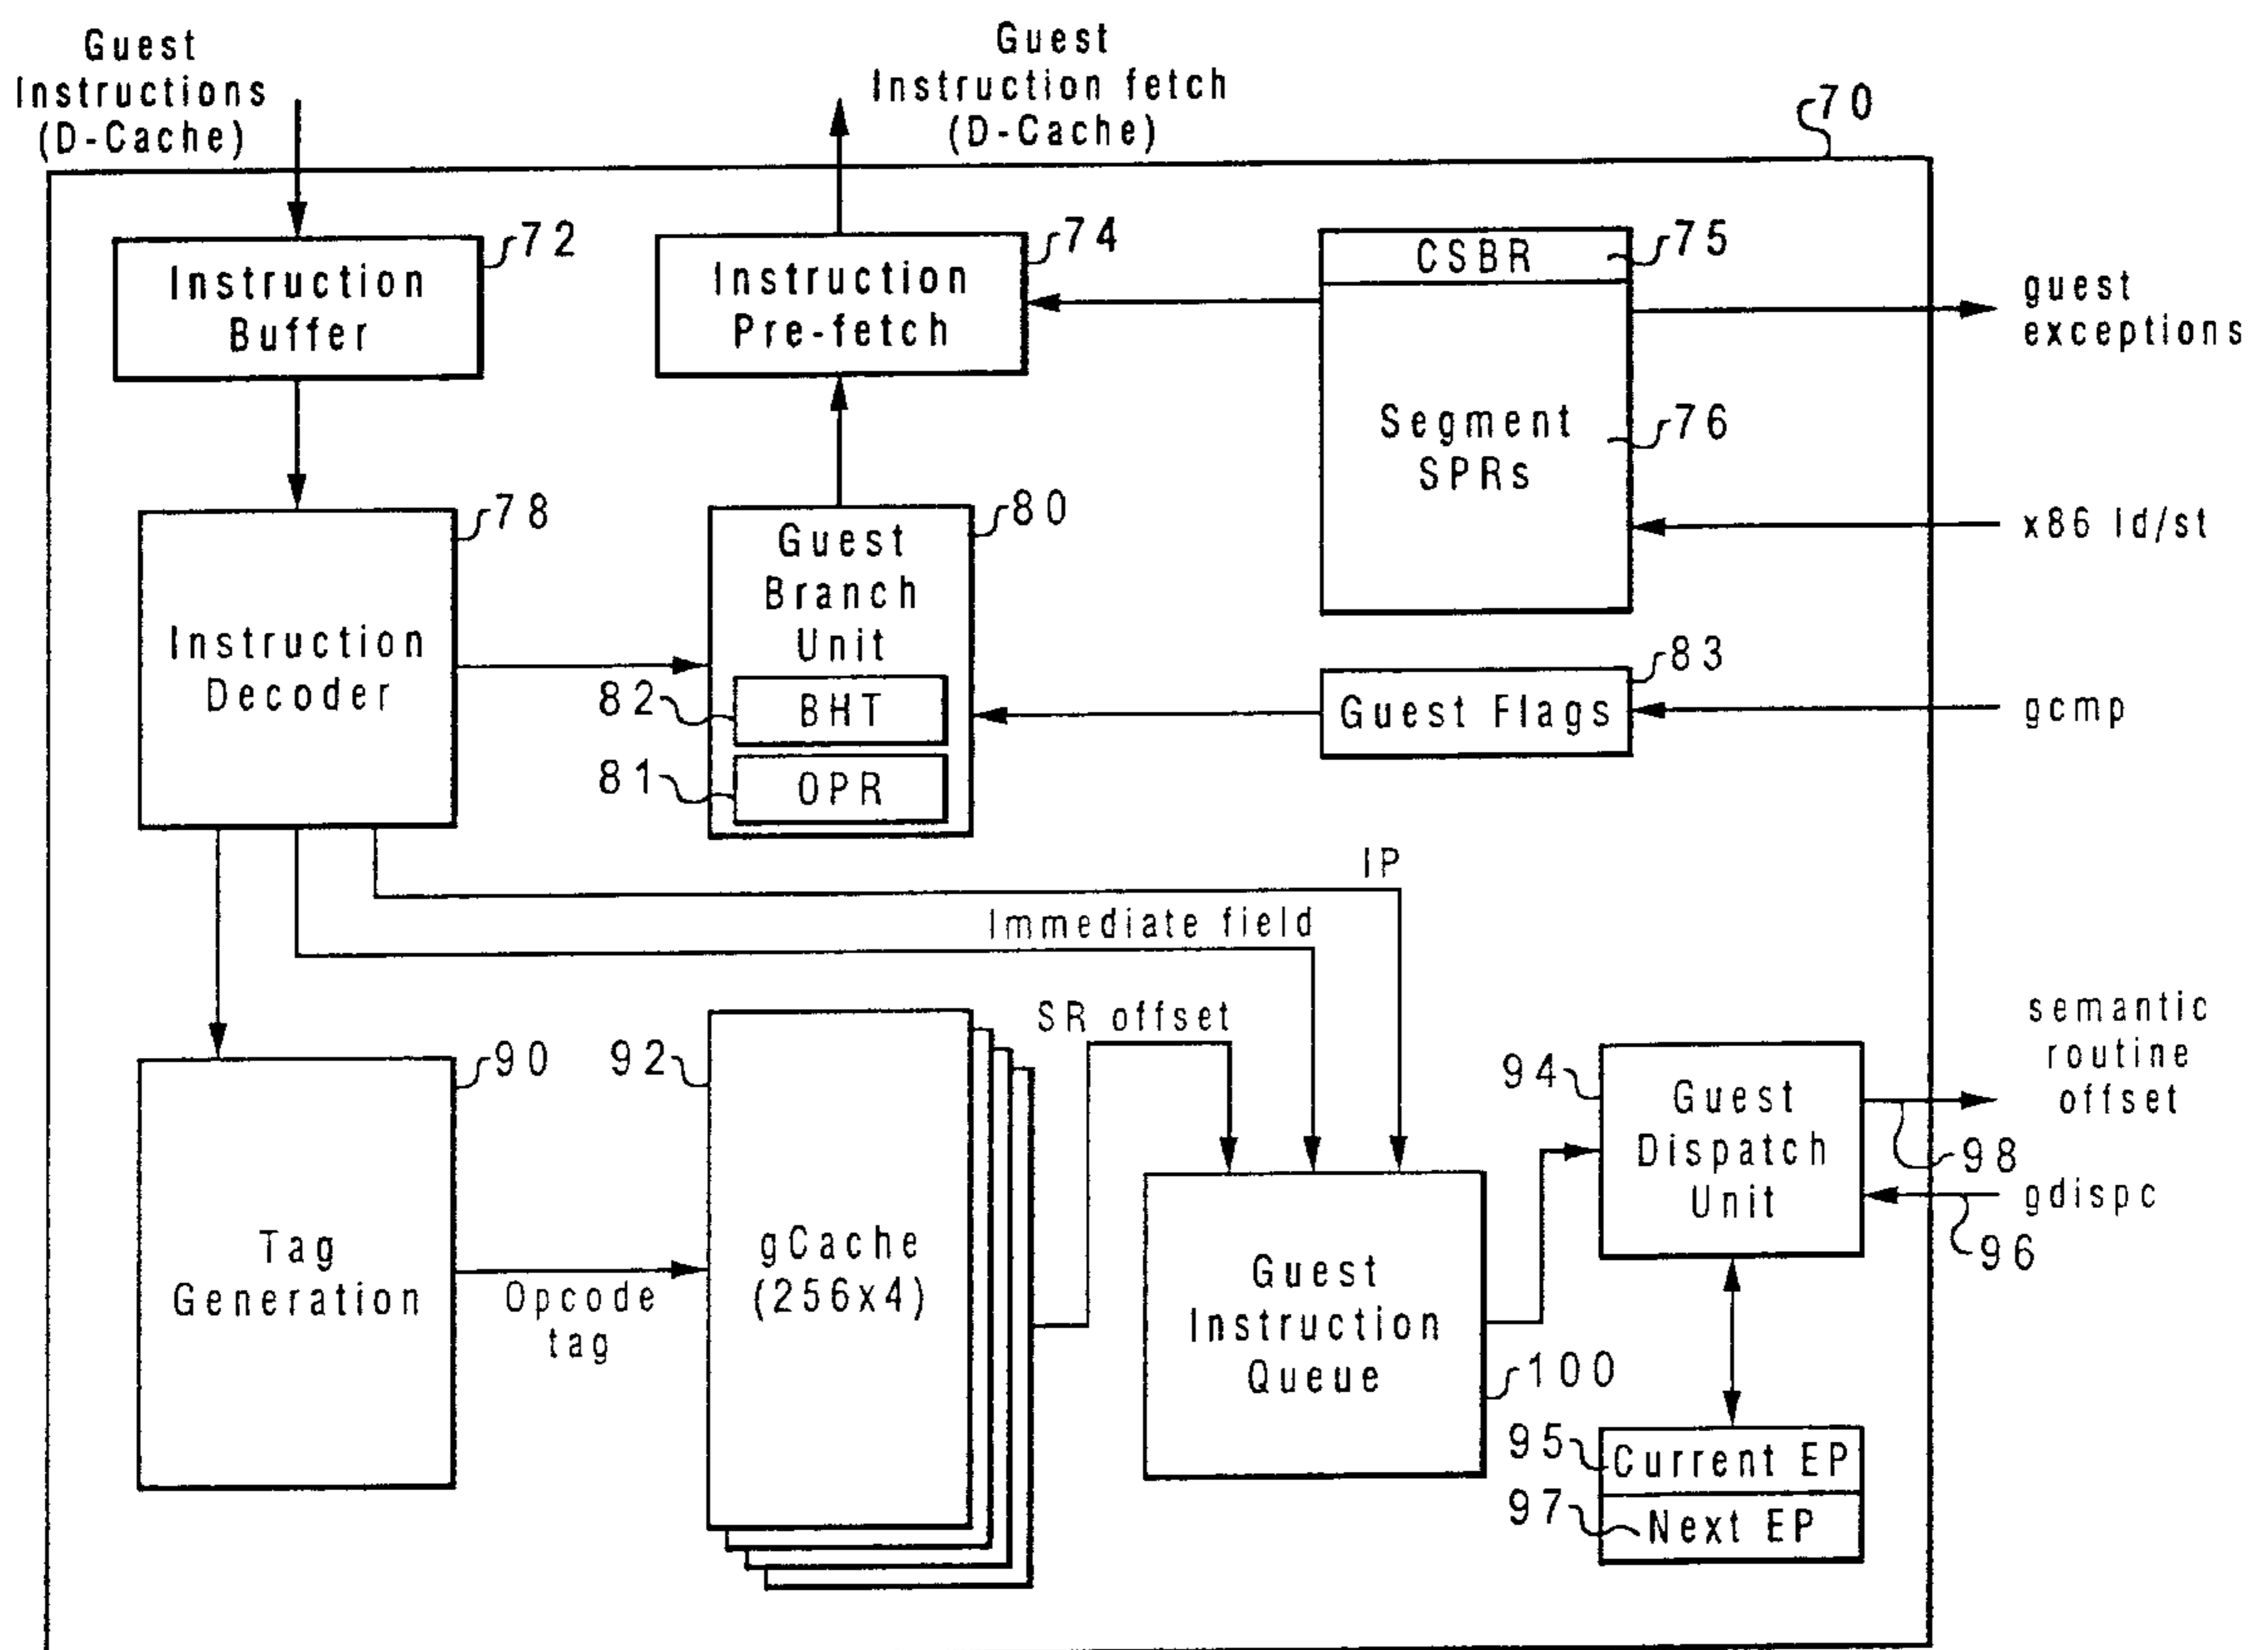 Guest
Instructions
(D-Cache)
Guest
Instruction fetch
(D-Cache)
70
Instruction
Buffer
72
Instruction
Pre-fetch
74
CSBR
75
Segment
SPRs
76
guest
exceptions
x86 ld/st
Instruction
Decoder
78
Guest
Branch
Unit
80
BHT
82
OPR
81
Guest Flags
83
gcmp
IP
Immediate field
SR offset
Tag
Generation
90
Opcode
tag
gCache
(256x4)
92
Guest
Instruction
Queue
100
Guest
Dispatch
Unit
94
semantic
routine
offset
98
gdispc
96
95
Current EP
97
Next EP